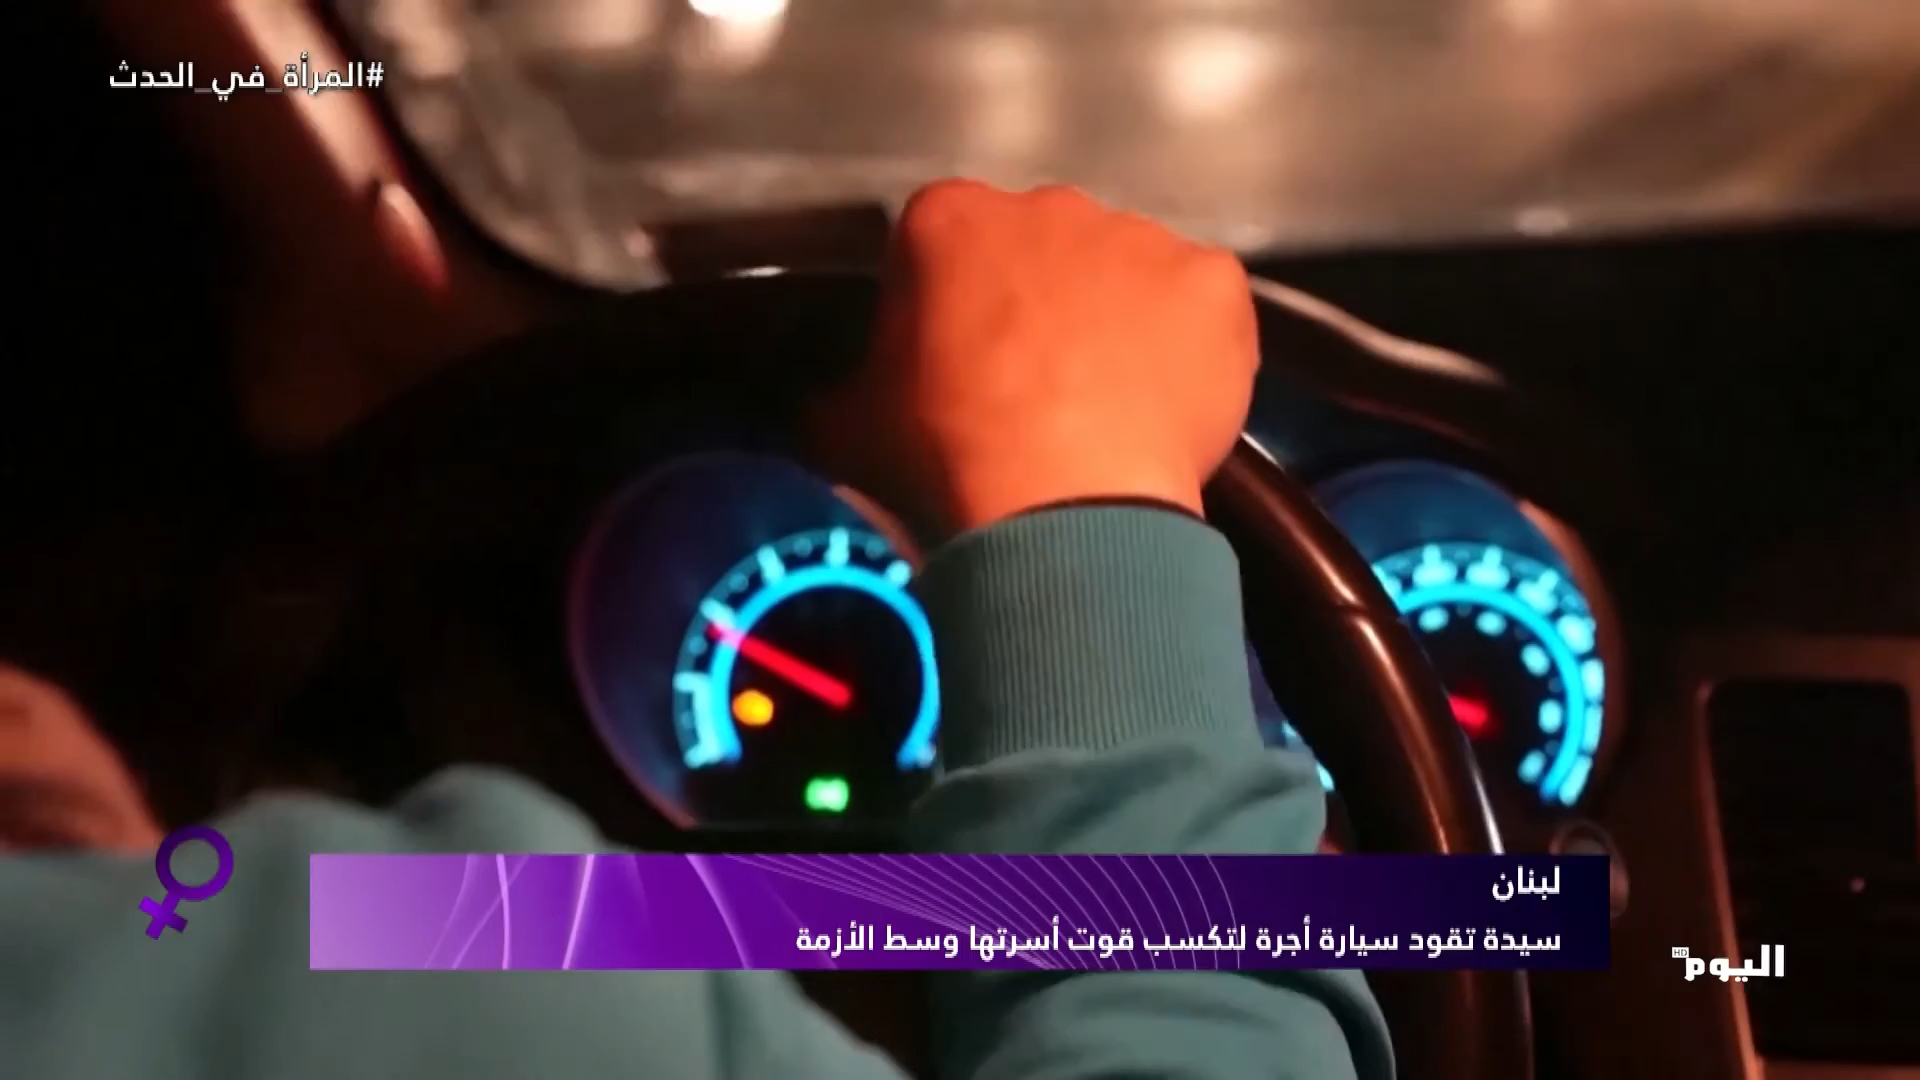 #المرأة_في_الحدث
لبنان
سيدة تقود سيارة أجرة لتكسب قوت أسرتها وسط الأزمة
اليوم HD